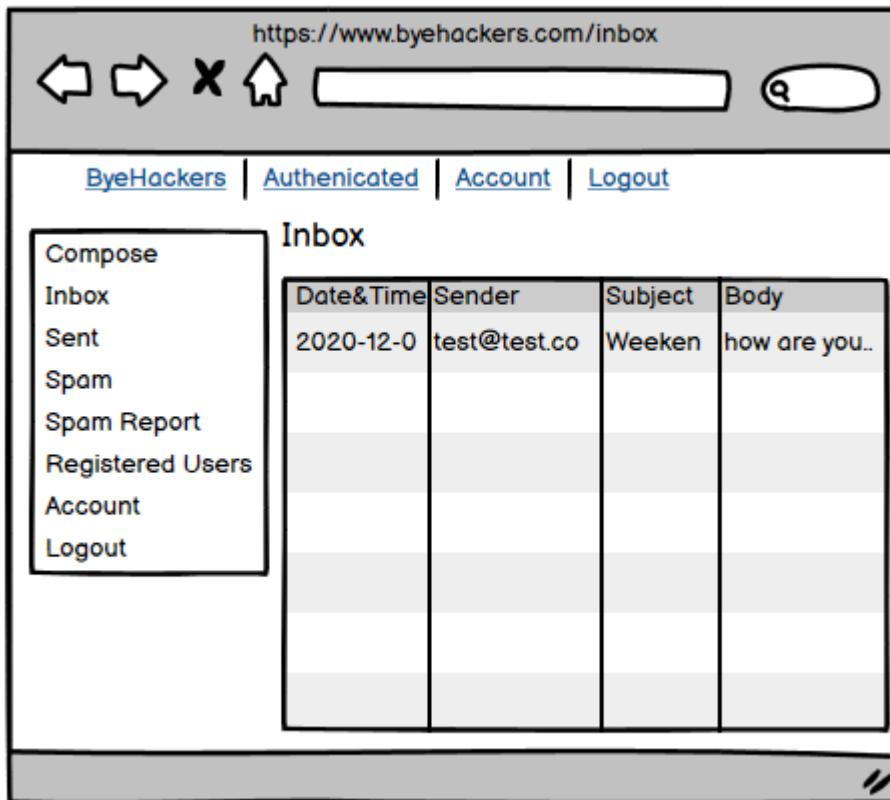 https://www.byehackers.com/inbox
ByeHackers Authenicated Account Logout
Inbox
Compose
Inbox
Sent
Spam
Spam Report
Registered Users
Account
Logout
Date&Time Sender Subject Body
2020-12-0 test@test.co Weeken how are you..